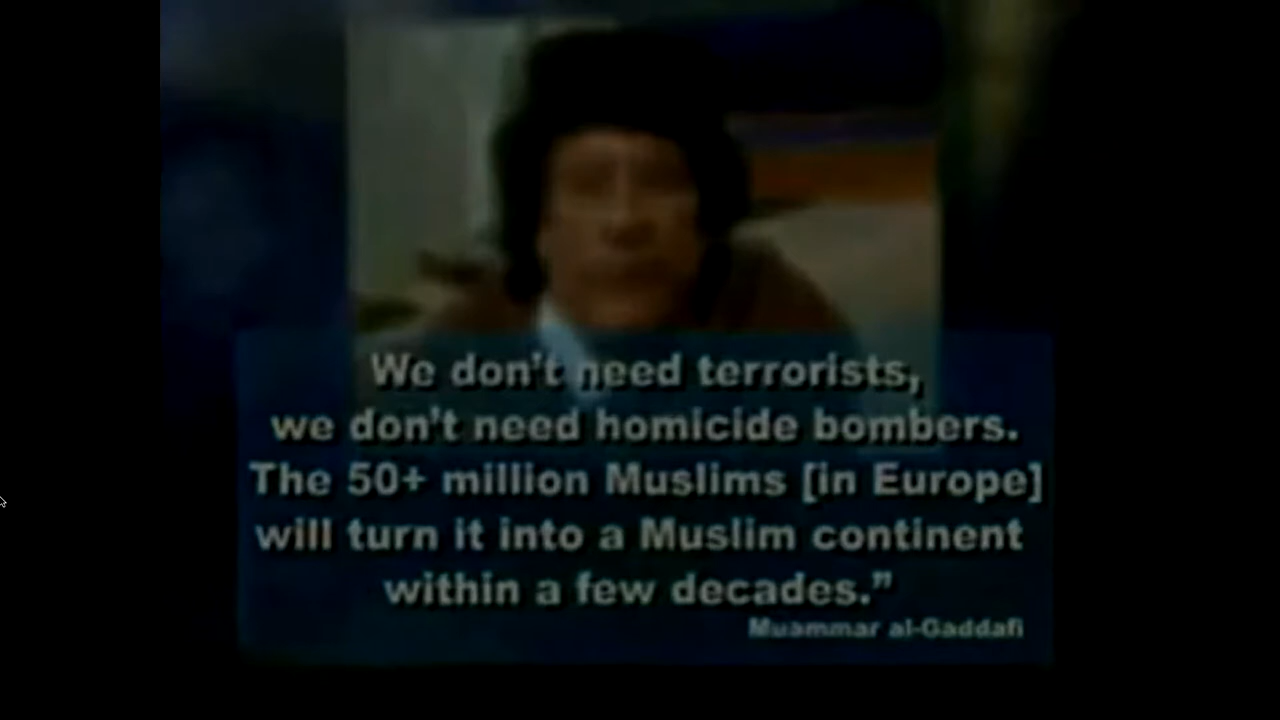 We don't need terrorists,
we don't need homicide bombers.
The 50+ million Muslims [in Europe]
will turn it into a Muslim continent
within a few decades.”
Muammar al-Gaddafi